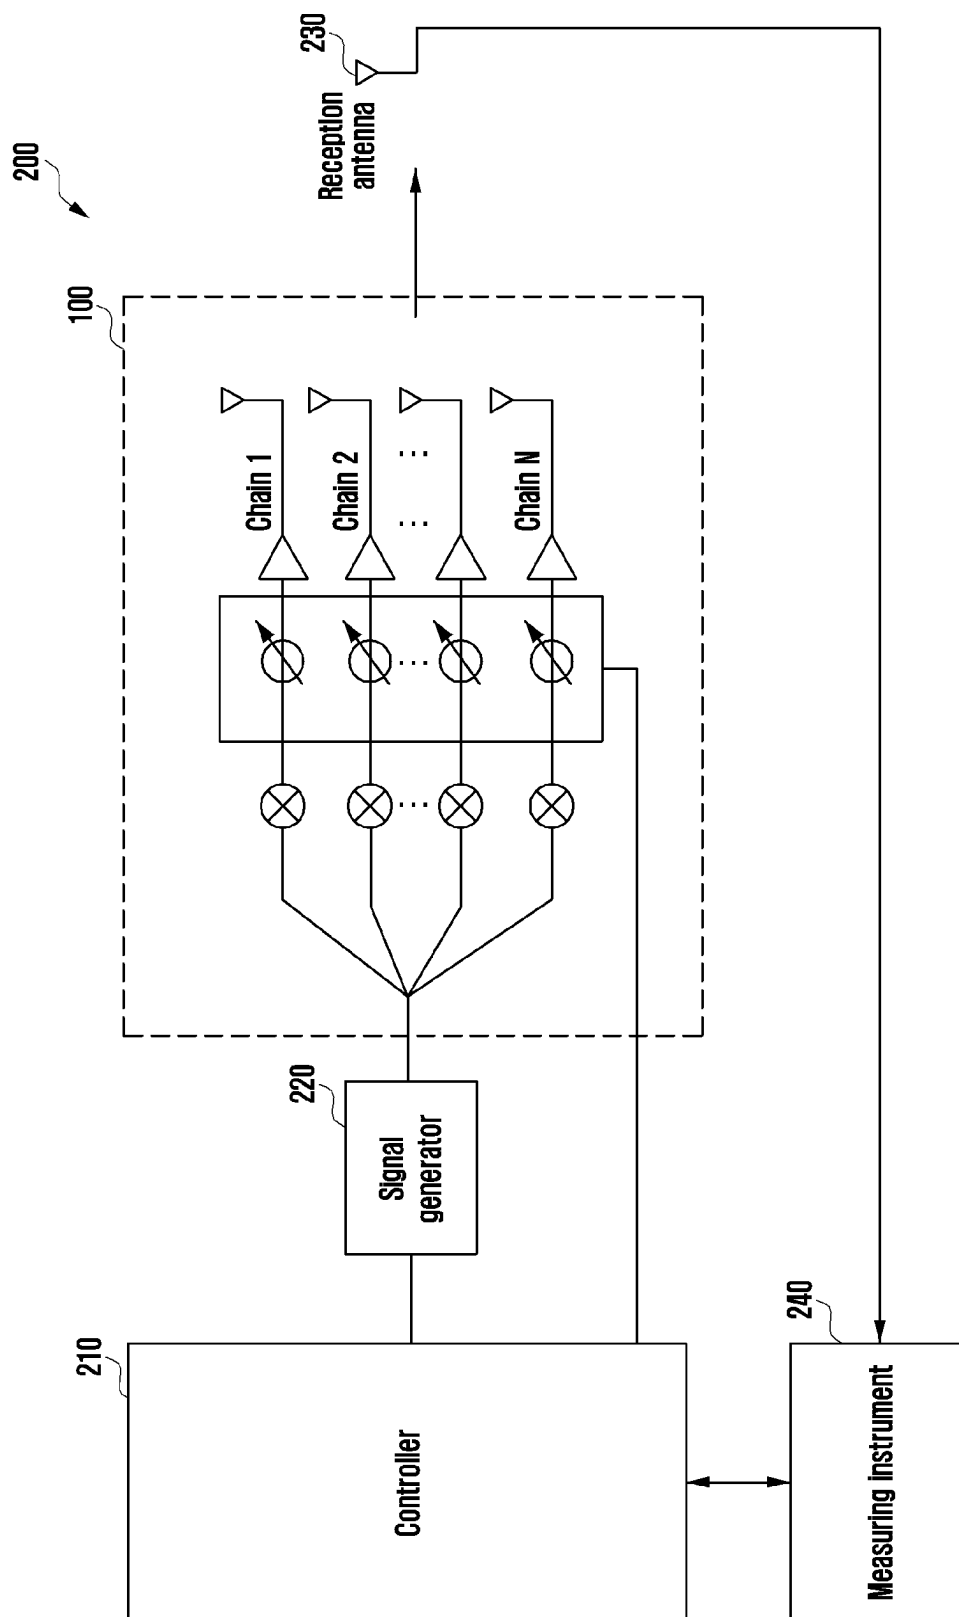 200
100
210
Controller
220
Signal
generator
Chain 1
Chain 2
...
...
...
...
Chain N
Reception
antenna
230
240
Measuring instrument